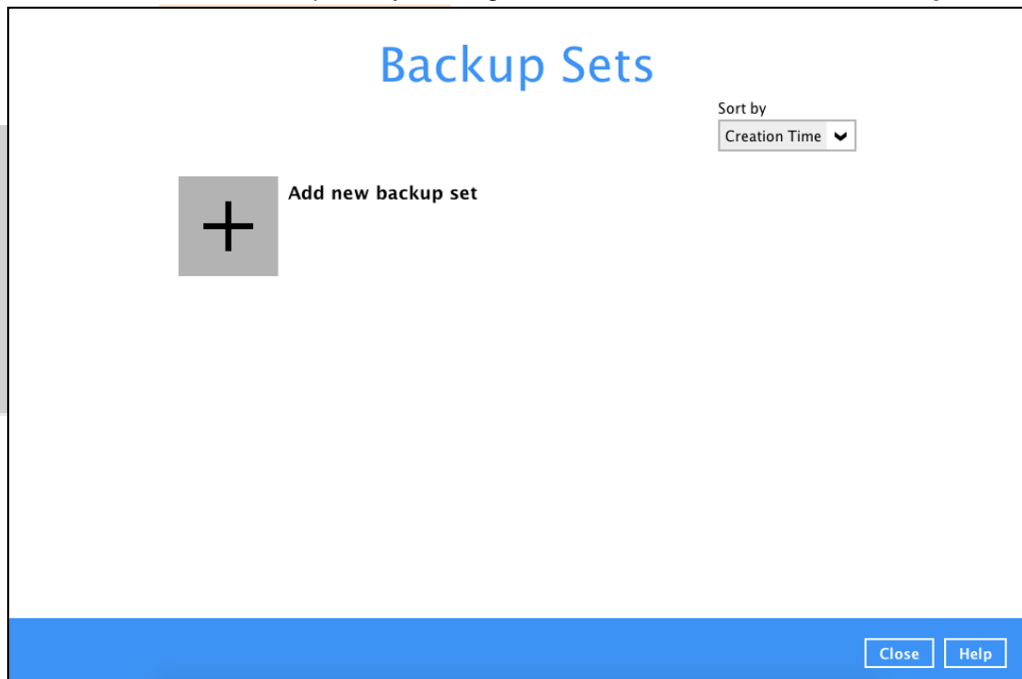 Backup Sets
Sort by
Creation Time
Add new backup set
Close
Help